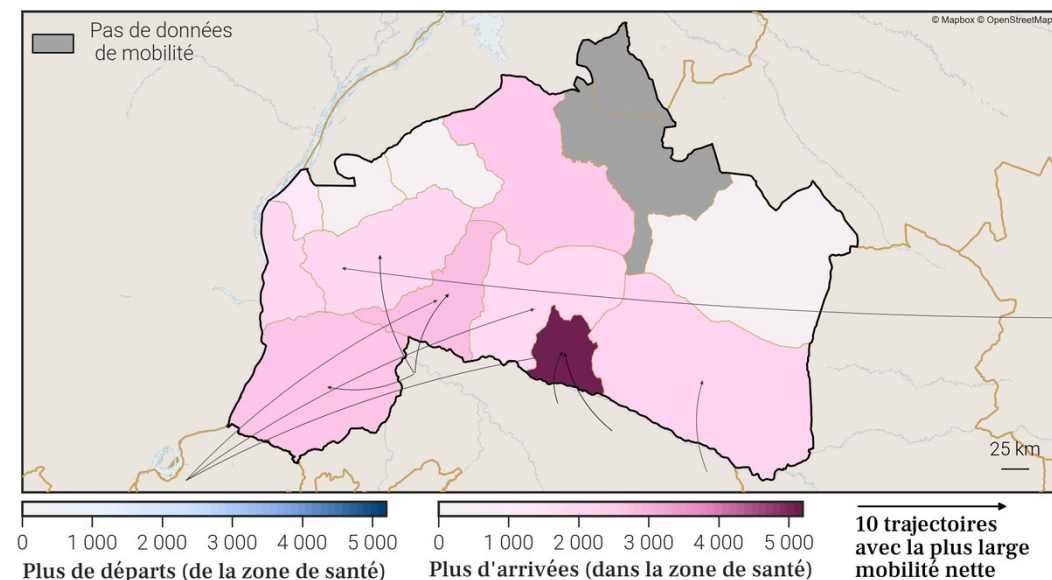 © Mapbox © OpenStreetMap
Pas de données
de mobilité
25 km
0 1 000 2 000 3 000 4 000 5 000
Plus de départs (de la zone de santé)
0 1 000 2 000 3 000 4 000 5 000
Plus d'arrivées (dans la zone de santé)
10 trajectoires
avec la plus large
mobilité nette